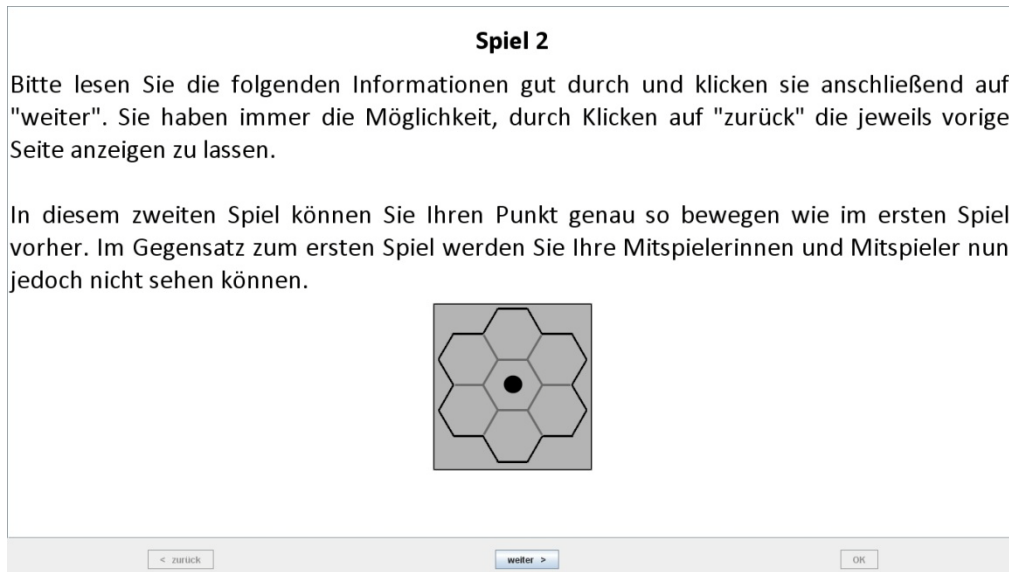 Spiel 2
Bitte lesen Sie die folgenden Informationen gut durch und klicken sie anschließend auf
"weiter". Sie haben immer die Möglichkeit, durch Klicken auf "zurück" die jeweils vorige
Seite anzeigen zu lassen.
In diesem zweiten Spiel können Sie Ihren Punkt genau so bewegen wie im ersten Spiel
vorher. Im Gegensatz zum ersten Spiel werden Sie Ihre Mitspielerinnen und Mitspieler nun
jedoch nicht sehen können.
< zurück weiter > OK